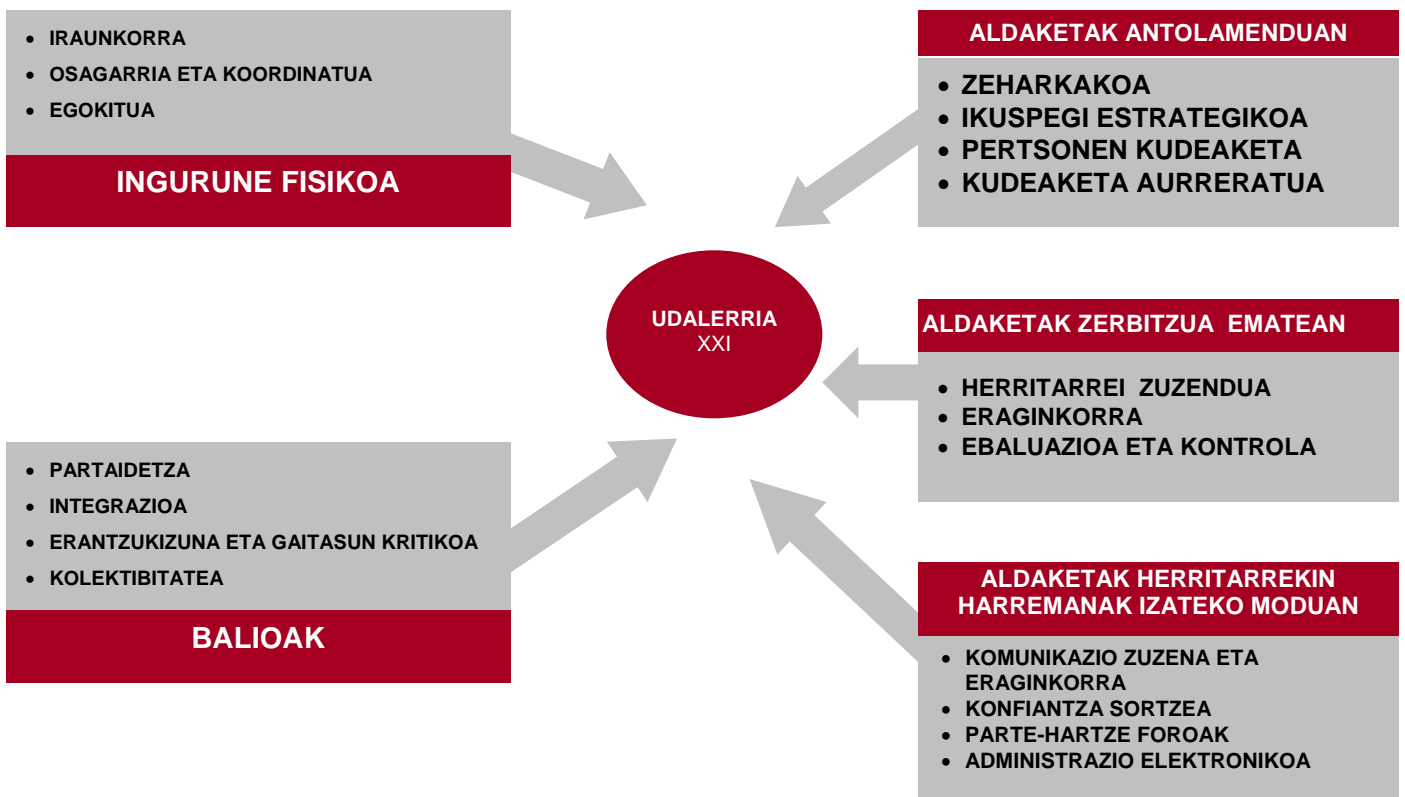 • IRAUNKORRA
• OSAGARRIA ETA KOORDINATUA
• EGOKITUA
INGURUNE FISIKOA
ALDAKETAK ANTOLAMENDUAN
• ZEHARKAKOA
• IKUSPEGI ESTRATEGIKOA
• PERTSONEN KUDEAKETA
• KUDEAKETA AURRERATUA
UDALERRIA
XXI
ALDAKETAK ZERBITZUA EMATEAN
• HERRITARREI ZUZENDUA
• ERAGINKORRA
• EBALUAZIOA ETA KONTROLA
• PARTAIDETZA
• INTEGRAZIOA
• ERANTZUKIZUNA ETA GAITASUN KRITIKOA
• KOLEKTIBITATEA
BALIOAK
ALDAKETAK HERRITARREKIN
HARREMANAK IZATEKO MODUAN
• KOMUNIKAZIO ZUZENA ETA
ERAGINKORRA
• KONFIANTZA SORTZEA
• PARTE-HARTZE FOROAK
• ADMINISTRAZIO ELEKTRONIKOA